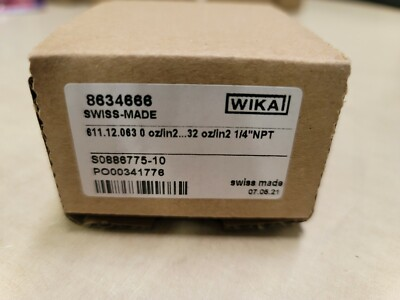 8634666
WIKA
SWISS-MADE
611.12.063 0 oz/in2...32 oz/in2 1/4"NPT
S0886775-10
PO00341776
swiss made
07.06.21